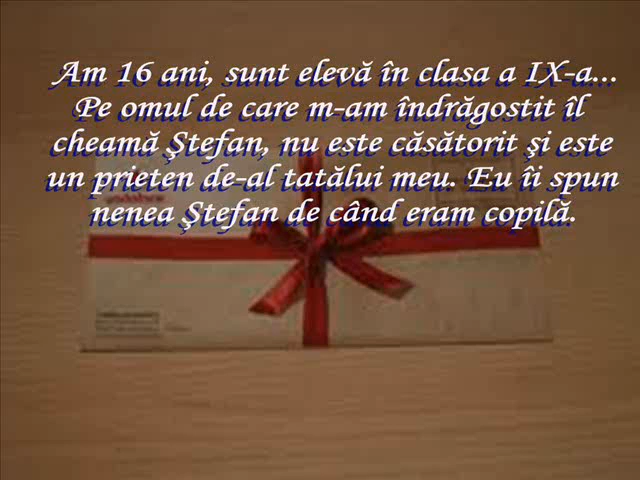 Am 16 ani, sunt elevă în clasa a IX-a...
Pe omul de care m-am îndrăgostit îl
cheamă Ştefan, nu este căsătorit şi este
un prieten de-al tatălui meu. Eu îi spun
nenea Ştefan de când eram copilă.